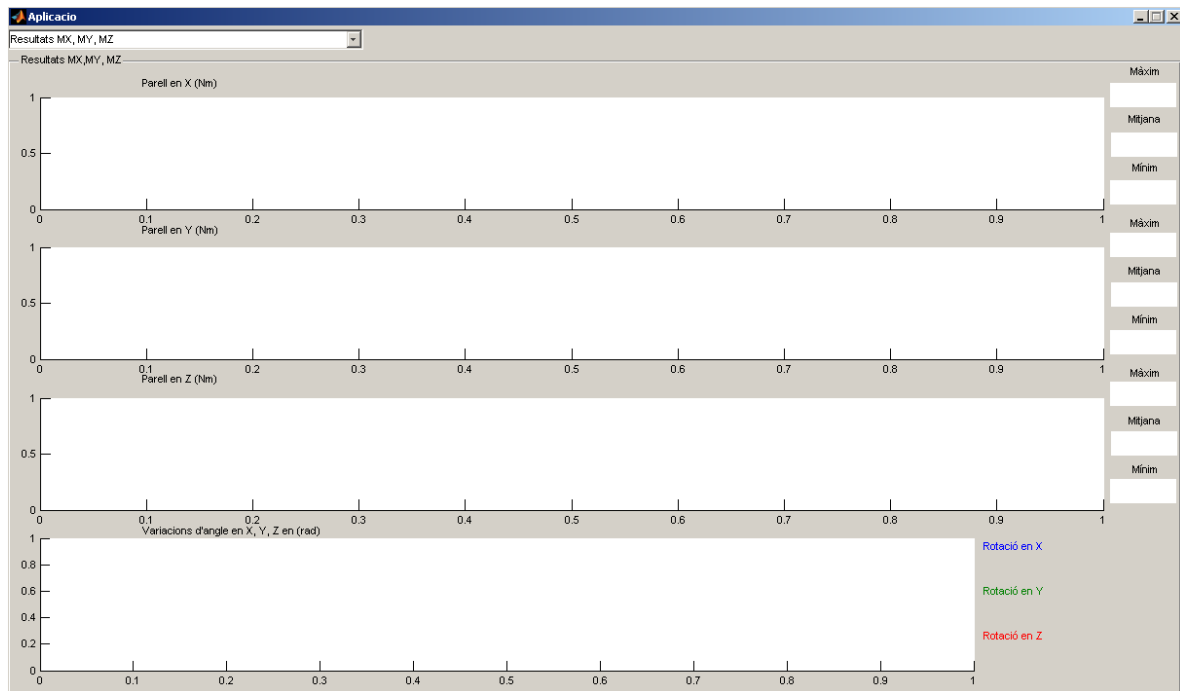 Aplicacio
Resultats MX, MY, MZ
Resultats MX,MY, MZ
Parell en X (Nm)
1
0.5
0
0 0.1 0.2 0.3 0.4 0.5 0.6 0.7 0.8 0.9 1
Màxim
Mitjana
Mínim
Parell en Y (Nm)
1
0.5
0
0 0.1 0.2 0.3 0.4 0.5 0.6 0.7 0.8 0.9 1
Màxim
Mitjana
Mínim
Parell en Z (Nm)
1
0.5
0
0 0.1 0.2 0.3 0.4 0.5 0.6 0.7 0.8 0.9 1
Màxim
Mitjana
Mínim
Variacions d'angle en X, Y, Z en (rad)
1
0.8
0.6
0.4
0.2
0
0 0.1 0.2 0.3 0.4 0.5 0.6 0.7 0.8 0.9 1
Rotació en X
Rotació en Y
Rotació en Z